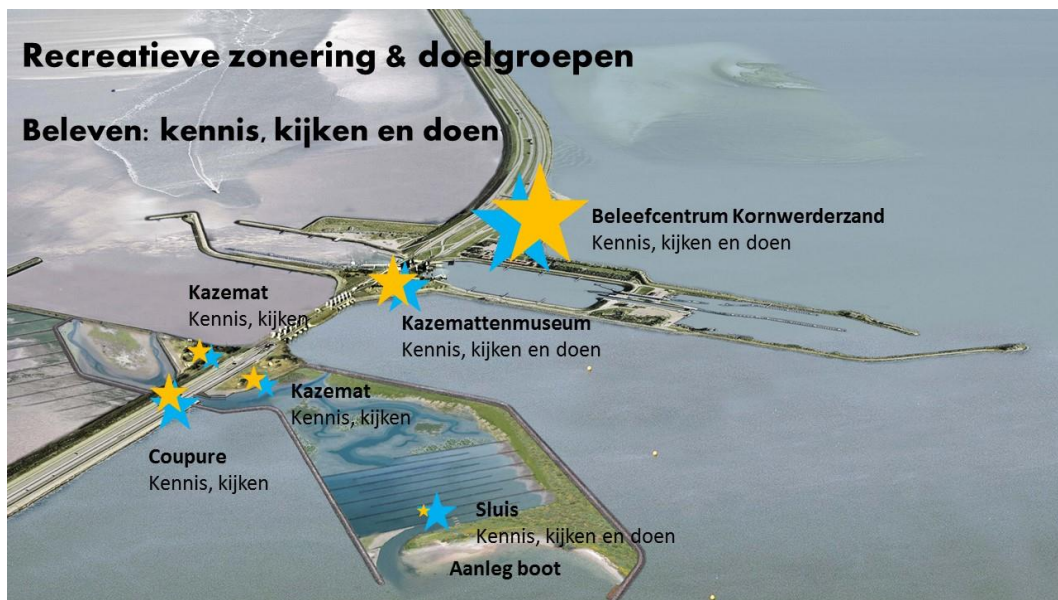 Recreatieve zonering & doelgroepen
Beleven: kennis, kijken en doen
Beleefcentrum Kornwerderzand
Kennis, kijken en doen
Kazemat
Kennis, kijken
Kazemattenmuseum
Kennis, kijken en doen
Kazemat
Kennis, kijken
Coupure
Kennis, kijken
Sluis
Kennis, kijken en doen
Aanleg boot